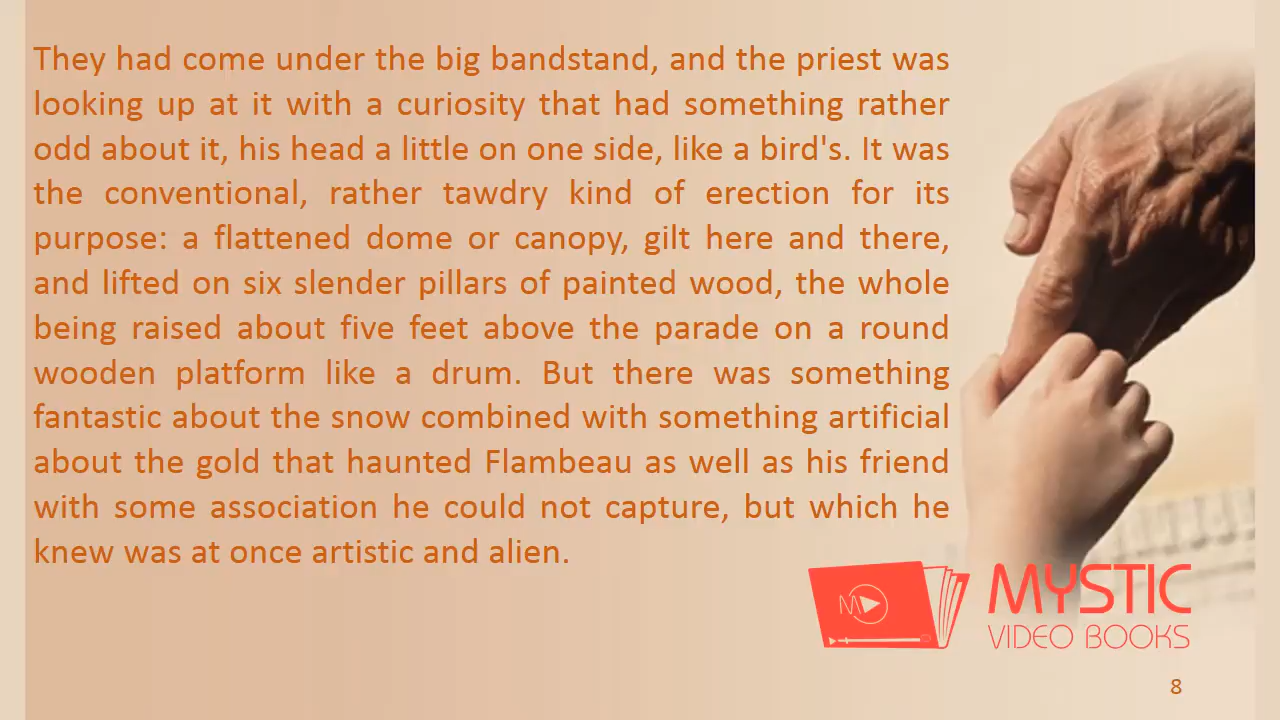 They had come under the big bandstand, and the priest was
looking up at it with a curiosity that had something rather
odd about it, his head a little on one side, like a bird's. It was
the conventional, rather tawdry kind of erection for its
purpose: a flattened dome or canopy, gilt here and there,
and lifted on six slender pillars of painted wood, the whole
being raised about five feet above the parade on a round
wooden platform like a drum. But there was something
fantastic about the snow combined with something artificial
about the gold that haunted Flambeau as well as his friend
with some association he could not capture, but which he
knew was at once artistic and alien.
M
MYSTIC
VIDEO BOOKS
8